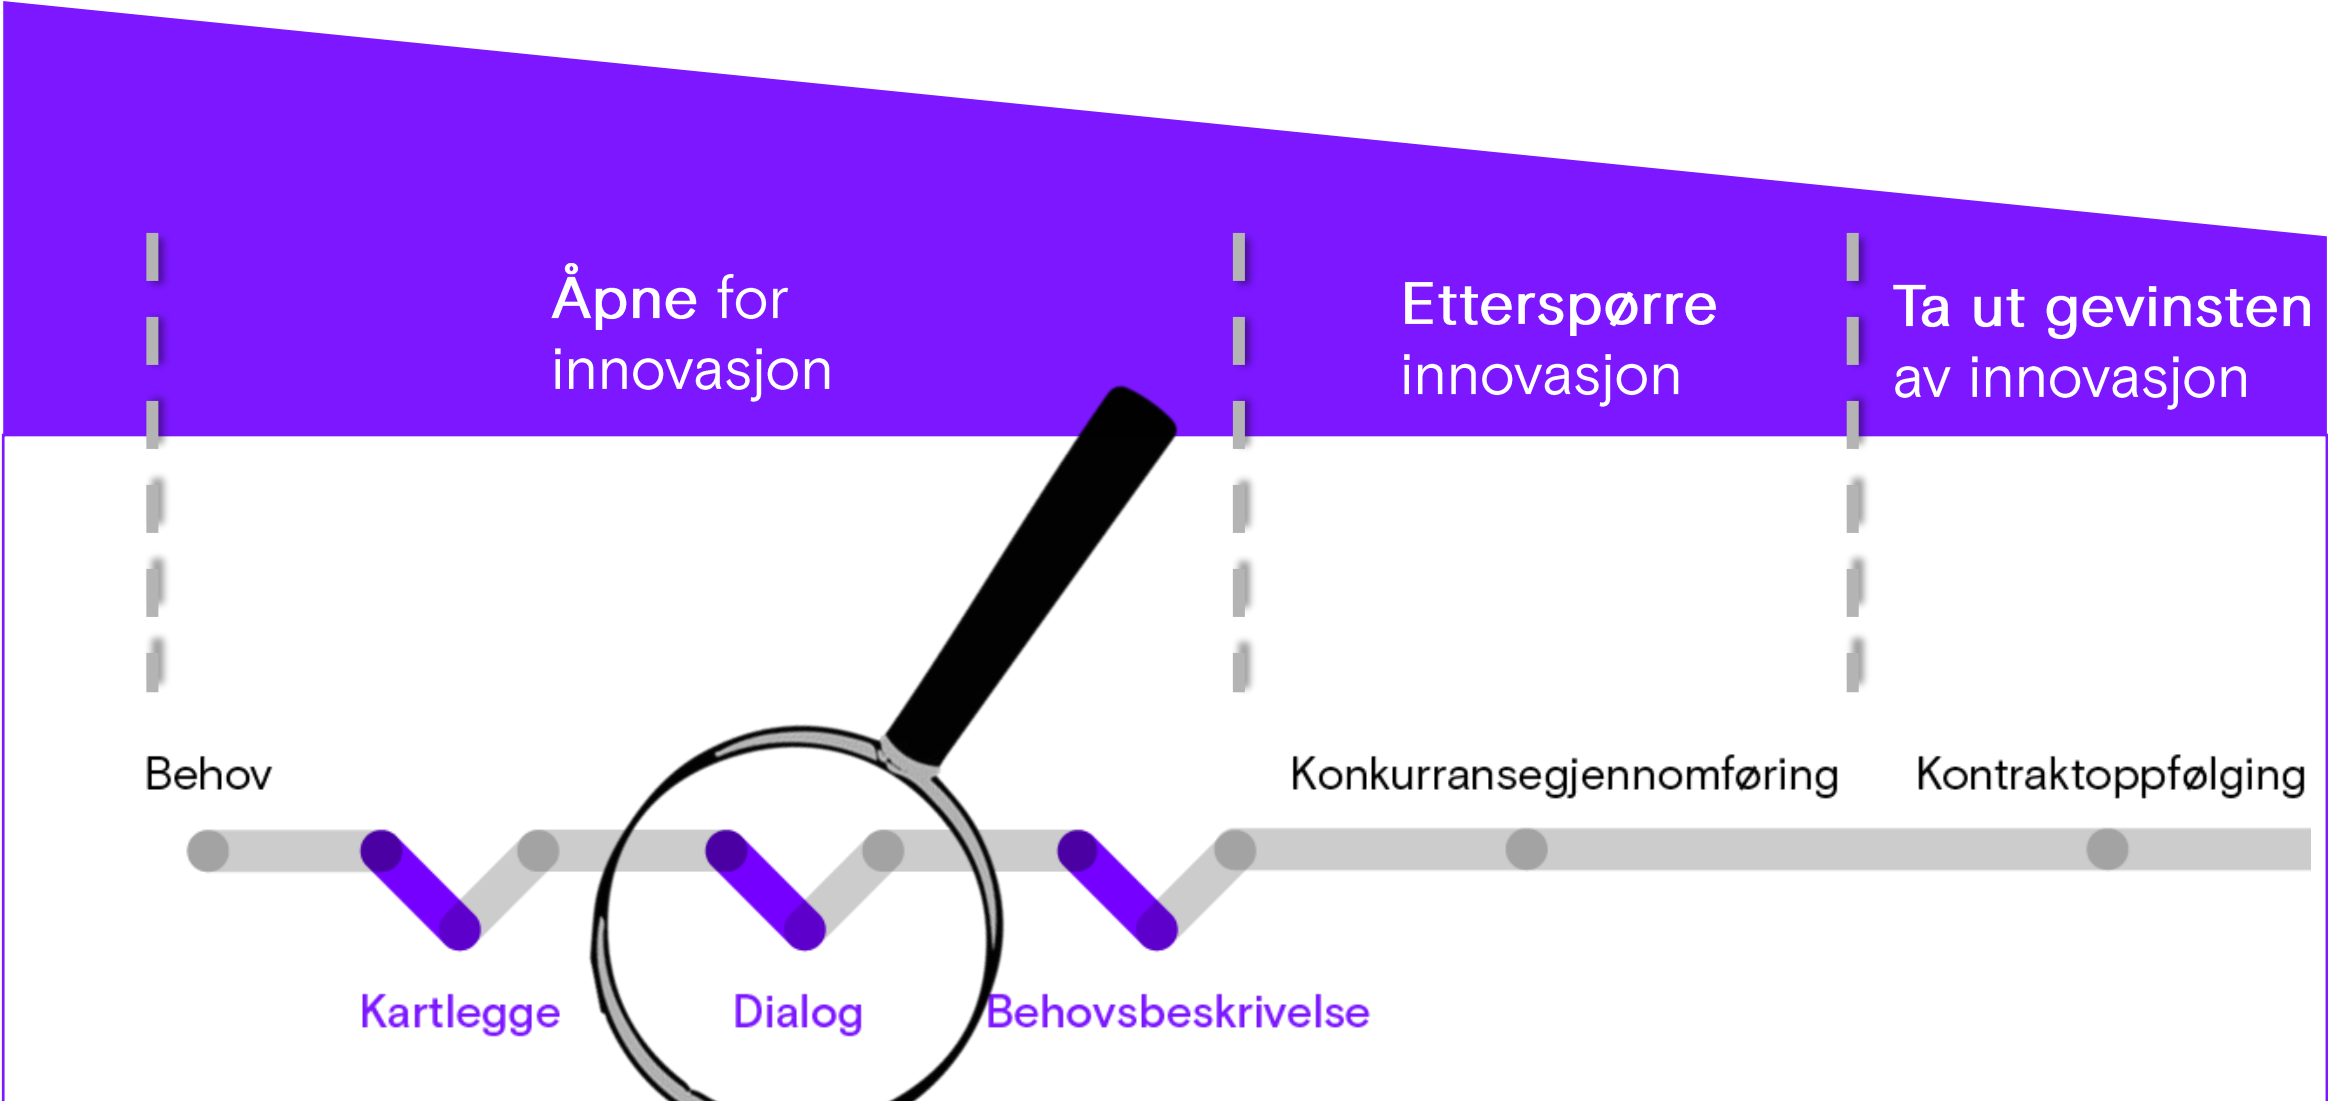 Åpne for
innovasjon
Etterspørre
innovasjon
Ta ut gevinsten
av innovasjon
Behov
Konkurransegjennomføring
Kontraktoppfølging
Kartlegge
Dialog
Behovsbeskrivelse